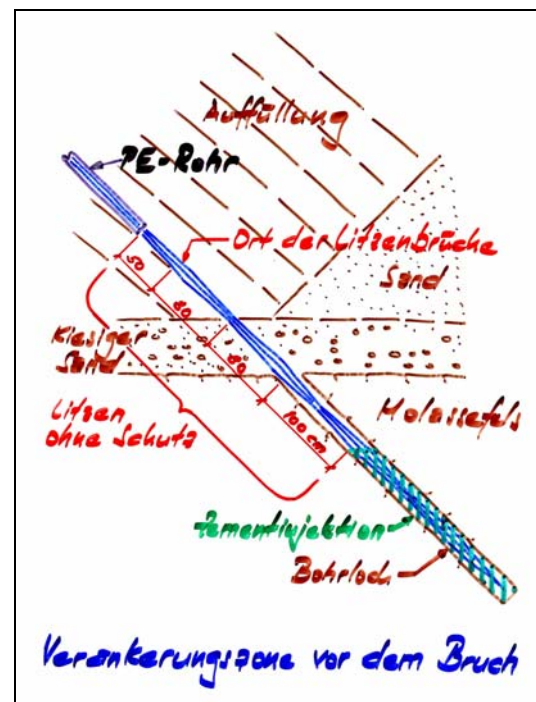 Auffüllung
PE-Rohr
Ort der Litzenbrüche
Sand
50
80
80
100 cm
Kiesiger
Sand
Litzen
ohne Schutz
Molassefels
Zementinjektion
Bohrloch
Verankerungszone vor dem Bruch